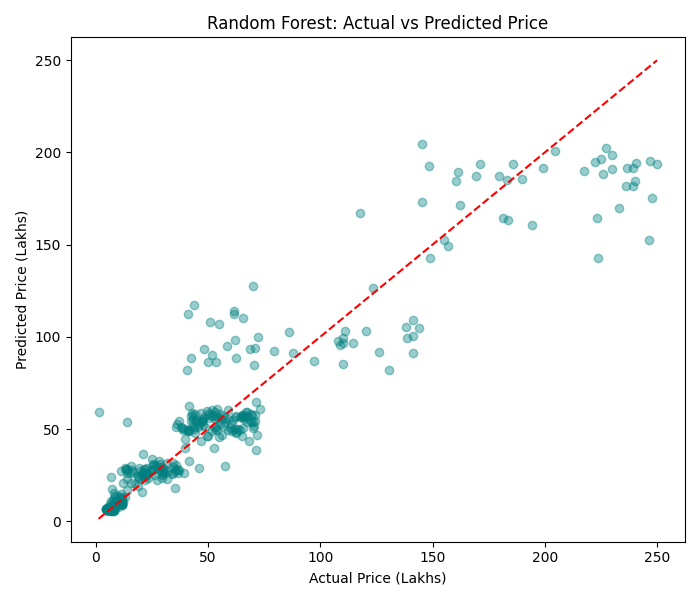 Random Forest: Actual vs Predicted Price
250
200
150
100
50
0
Predicted Price (Lakhs)
0 50 100 150 200 250
Actual Price (Lakhs)